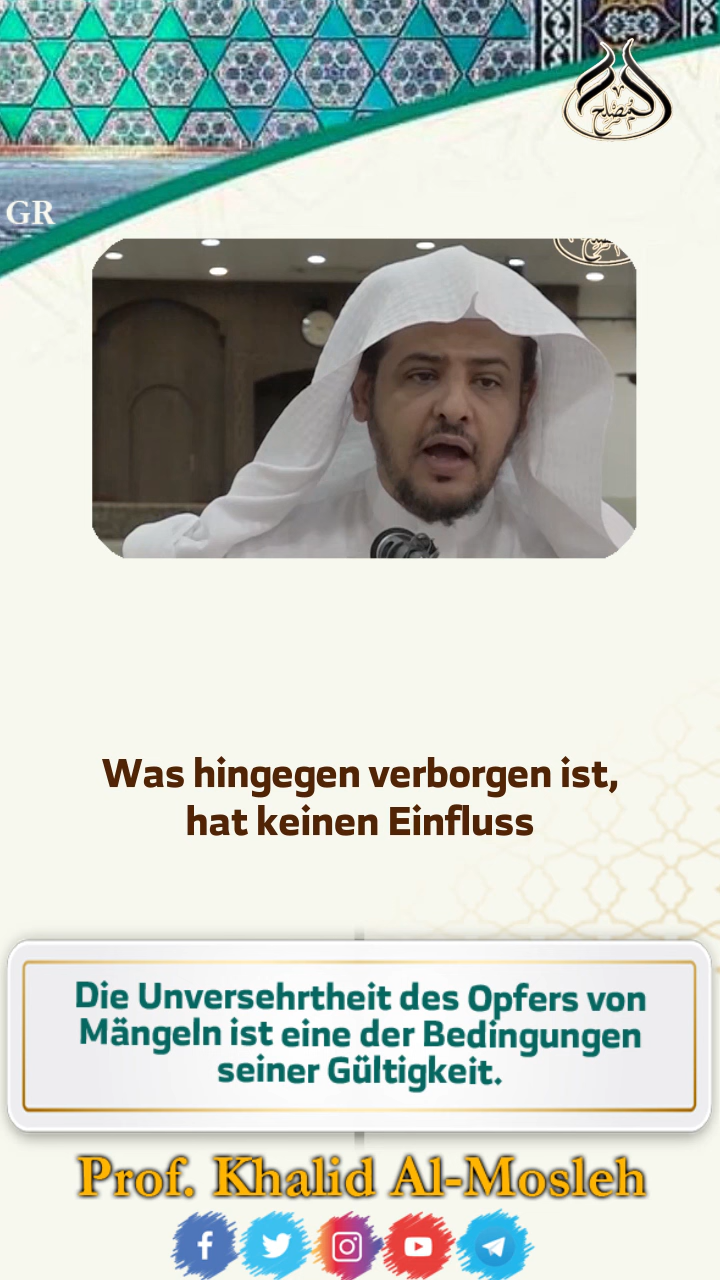 المصلح
GR
Was hingegen verborgen ist,
hat keinen Einfluss
Die Unversehrtheit des Opfers von
Mängeln ist eine der Bedingungen
seiner Gültigkeit.
Prof. Khalid Al-Mosleh